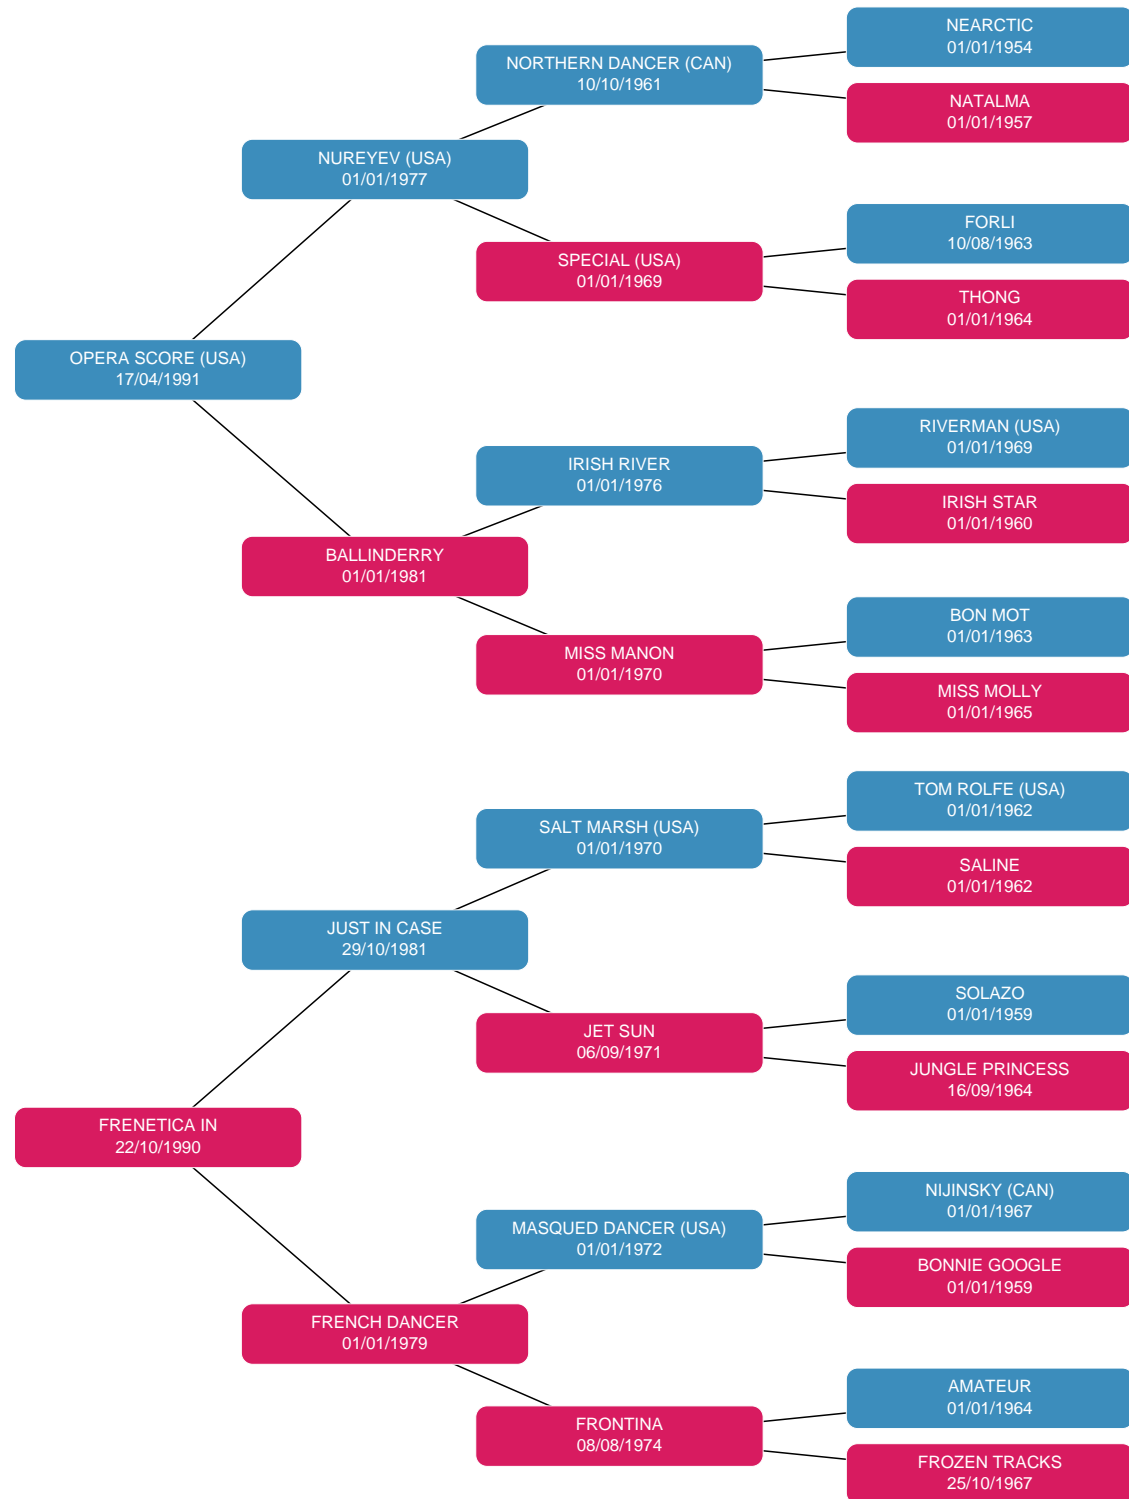 NEARCTIC
01/01/1954
NORTHERN DANCER (CAN)
10/10/1961
NATALMA
01/01/1957
NUREYEV (USA)
01/01/1977
FORLI
10/08/1963
SPECIAL (USA)
01/01/1969
THONG
01/01/1964
OPERA SCORE (USA)
17/04/1991
RIVERMAN (USA)
01/01/1969
IRISH RIVER
01/01/1976
IRISH STAR
01/01/1960
BALLINDERRY
01/01/1981
BON MOT
01/01/1963
MISS MANON
01/01/1970
MISS MOLLY
01/01/1965
TOM ROLFE (USA)
01/01/1962
SALT MARSH (USA)
01/01/1970
SALINE
01/01/1962
JUST IN CASE
29/10/1981
SOLAZO
01/01/1959
JET SUN
06/09/1971
JUNGLE PRINCESS
16/09/1964
FRENETICA IN
22/10/1990
NIJINSKY (CAN)
01/01/1967
MASQUED DANCER (USA)
01/01/1972
BONNIE GOOGLE
01/01/1959
FRENCH DANCER
01/01/1979
AMATEUR
01/01/1964
FRONTINA
08/08/1974
FROZEN TRACKS
25/10/1967